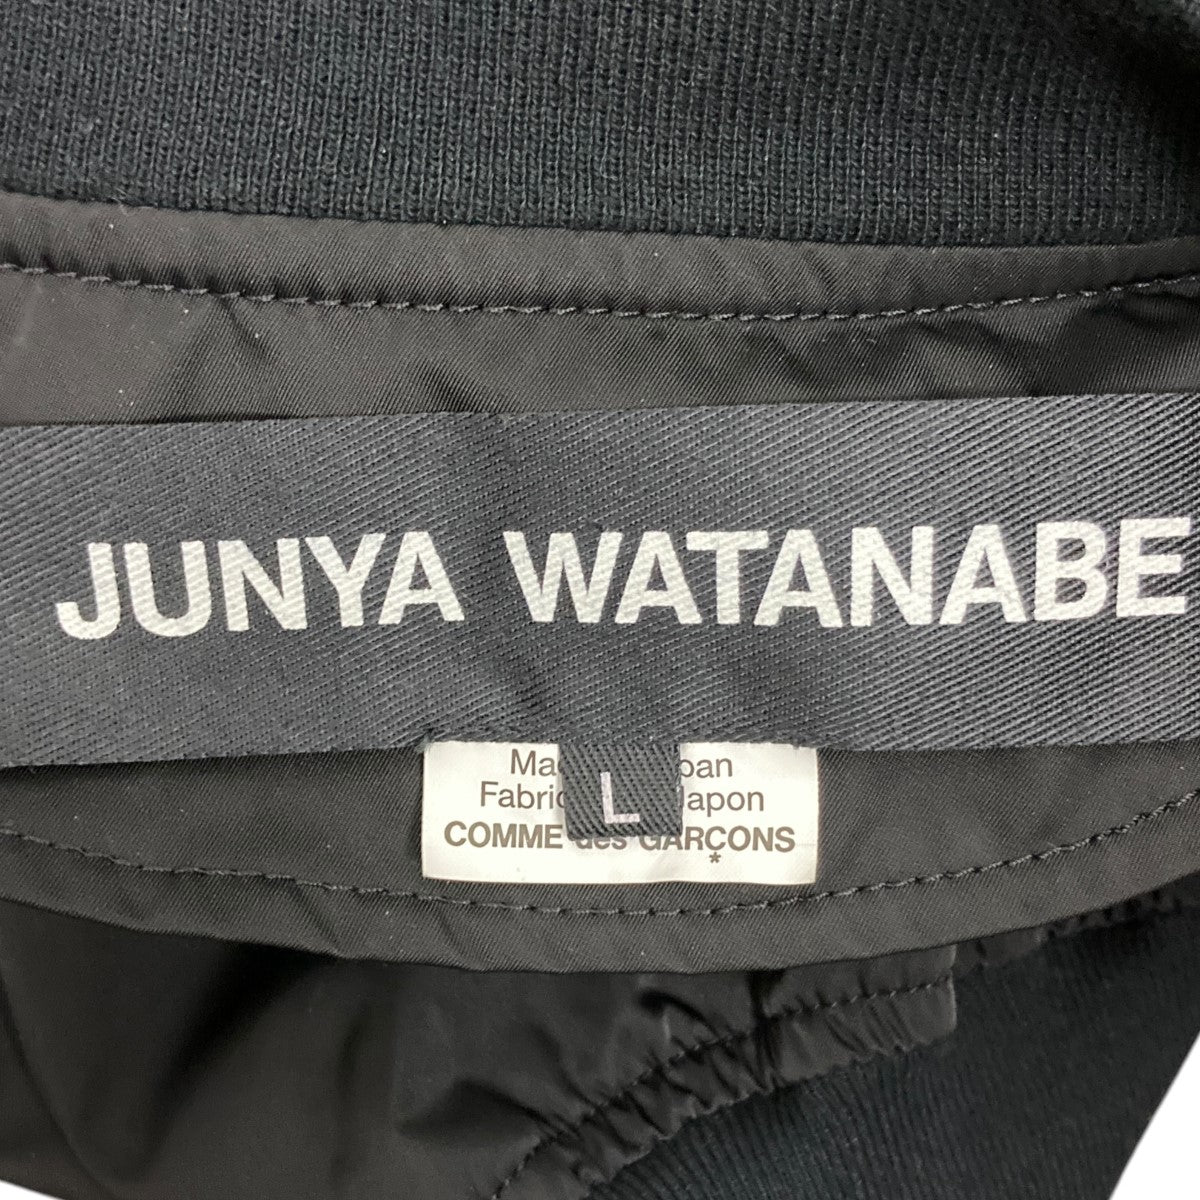 JUNYA WATANABE
L
COMME des GARÇONS
*